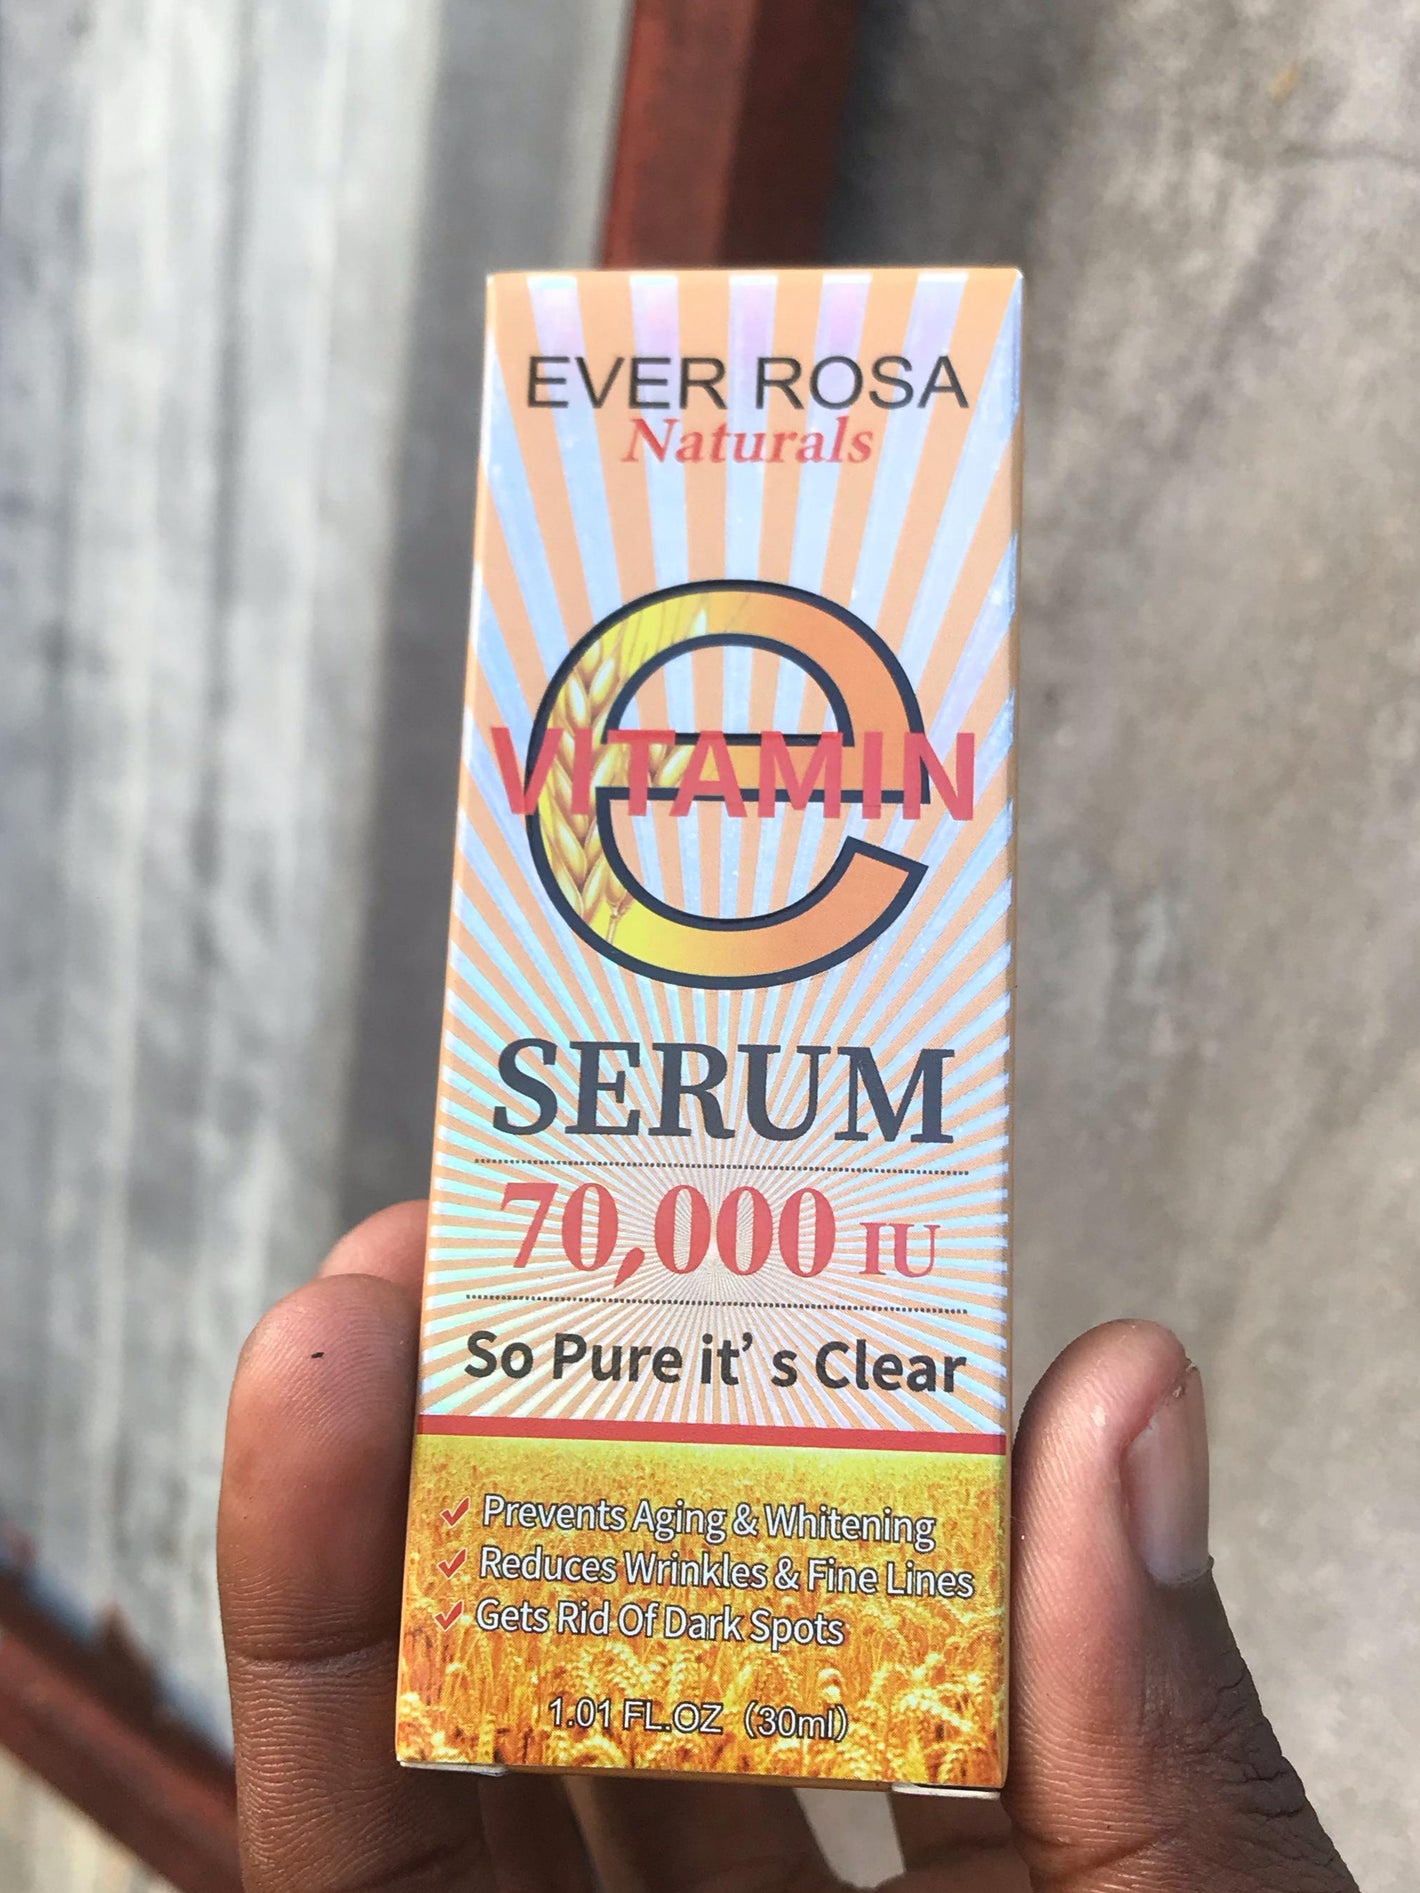 EVER ROSA
Naturals
e
VITAMIN
SERUM
70,000 IU
So Pure it's Clear
Prevents Aging & Whitening
Reduces Wrinkles & Fine Lines
Gets Rid Of Dark Spots
1.01 FL.OZ (30ml)